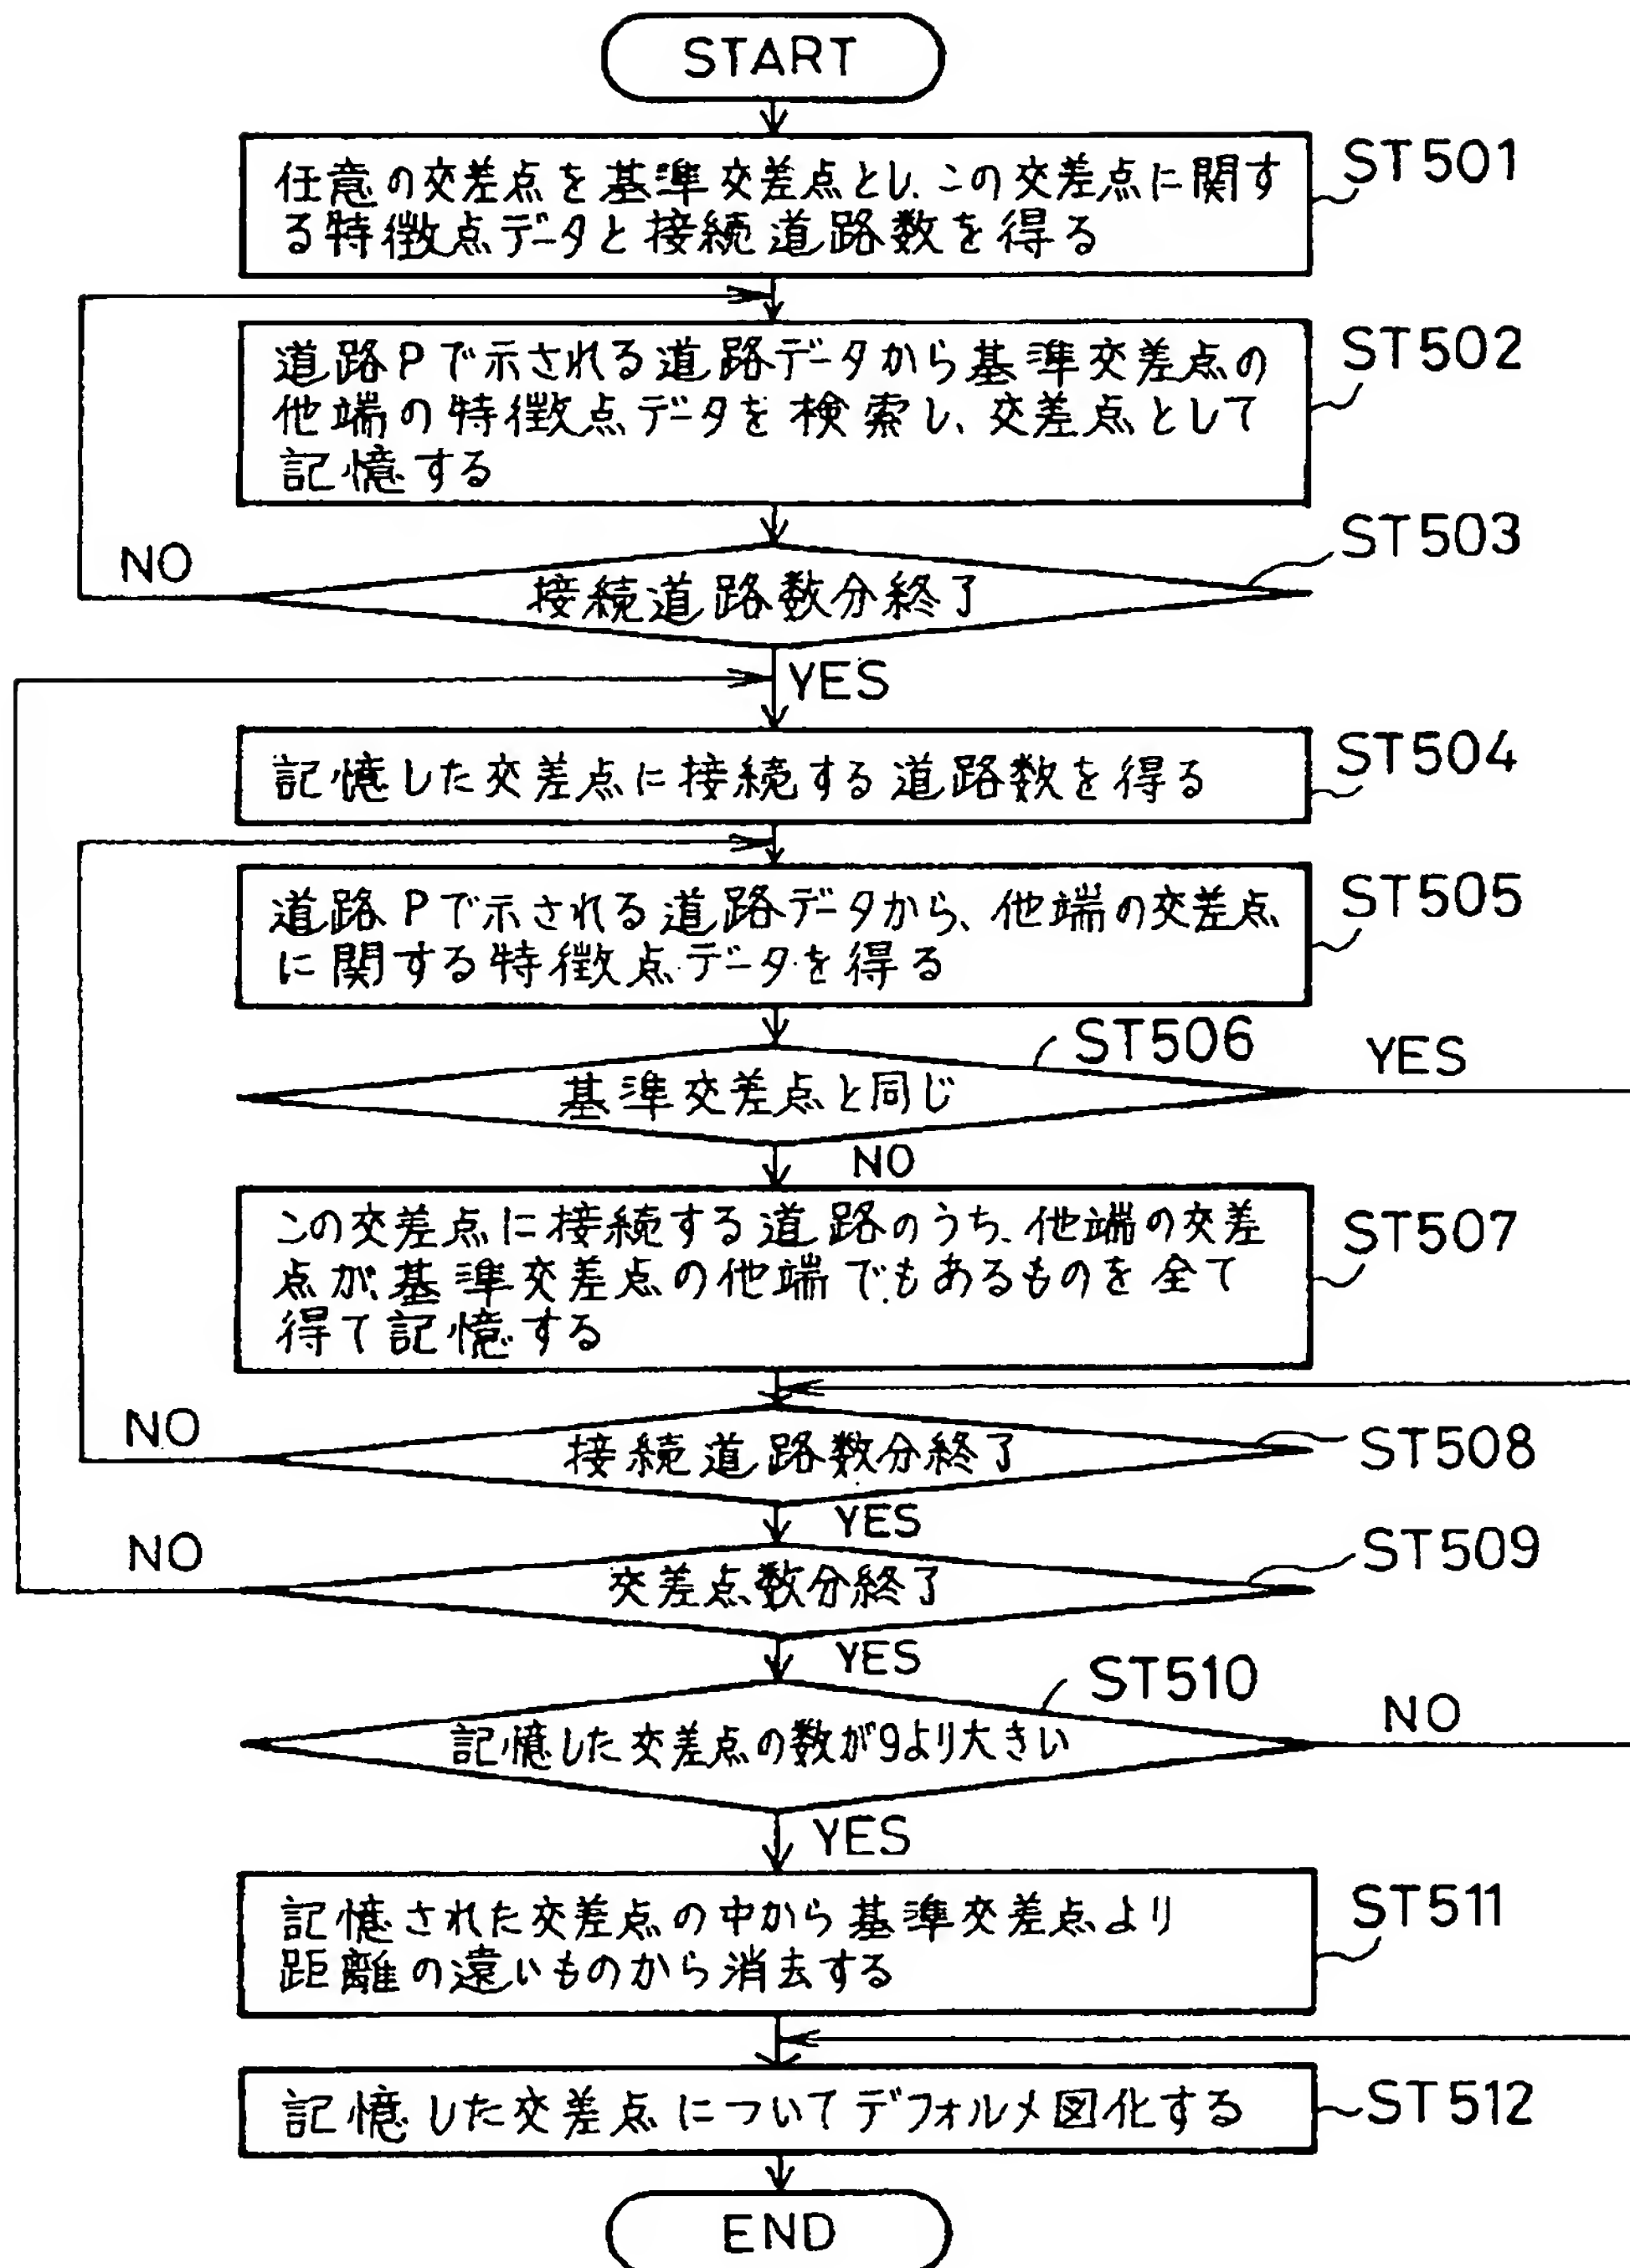 START
任意の交差点を基準交差点とし、この交差点に関す
る特徴点データと接続道路数を得る
ST501
道路Pで示される道路データから基準交差点の
他端の特徴点データを検索し、交差点として
記憶する
ST502
接続道路数分終了
ST503
NO
YES
記憶した交差点に接続する道路数を得る
ST504
道路Pで示される道路データから、他端の交差点
に関する特徴点データを得る
ST505
基準交差点と同じ
ST506
YES
NO
この交差点に接続する道路のうち、他端の交差
点が基準交差点の他端でもあるものを全て
得て記憶する
ST507
接続道路数分終了
ST508
NO
YES
交差点数分終了
ST509
NO
YES
記憶した交差点の数が9より大きい
ST510
NO
YES
記憶された交差点の中から基準交差点より
距離の遠いものから消去する
ST511
記憶した交差点についてデフォルメ図化する
ST512
END